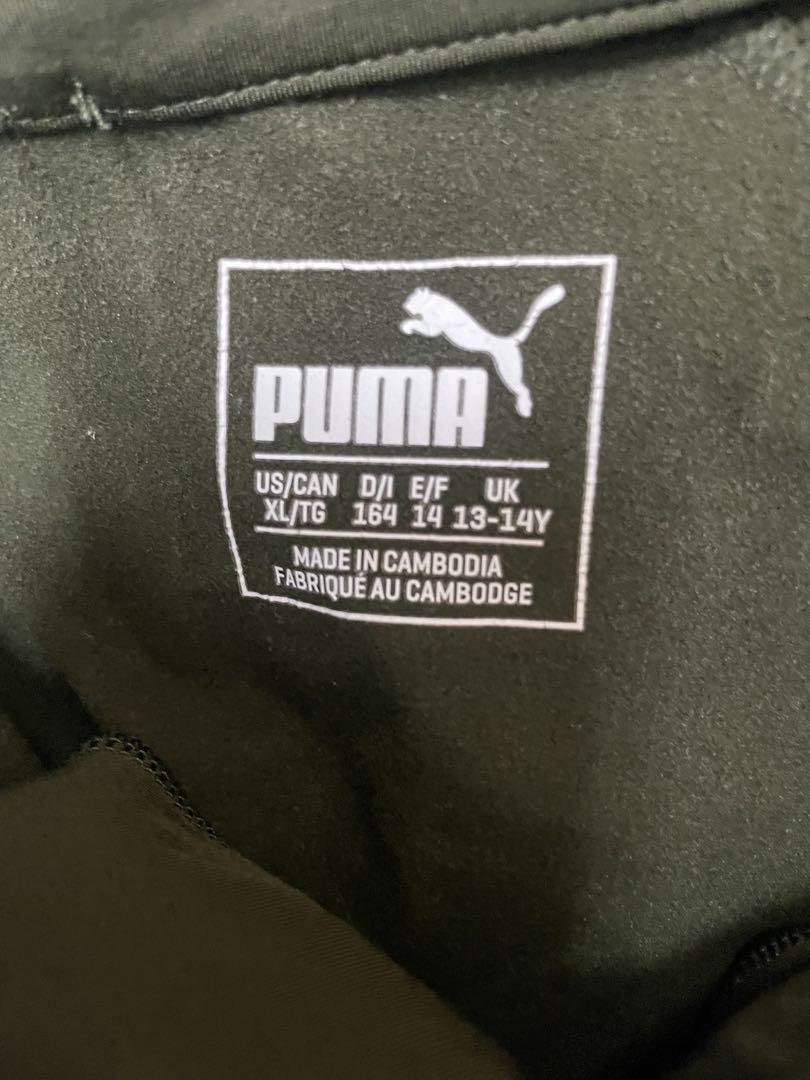 PUMA
US/CAN D/I E/F UK
XL/TG 164 14 13-14Y
MADE IN CAMBODIA
FABRIQUÉ AU CAMBODGE